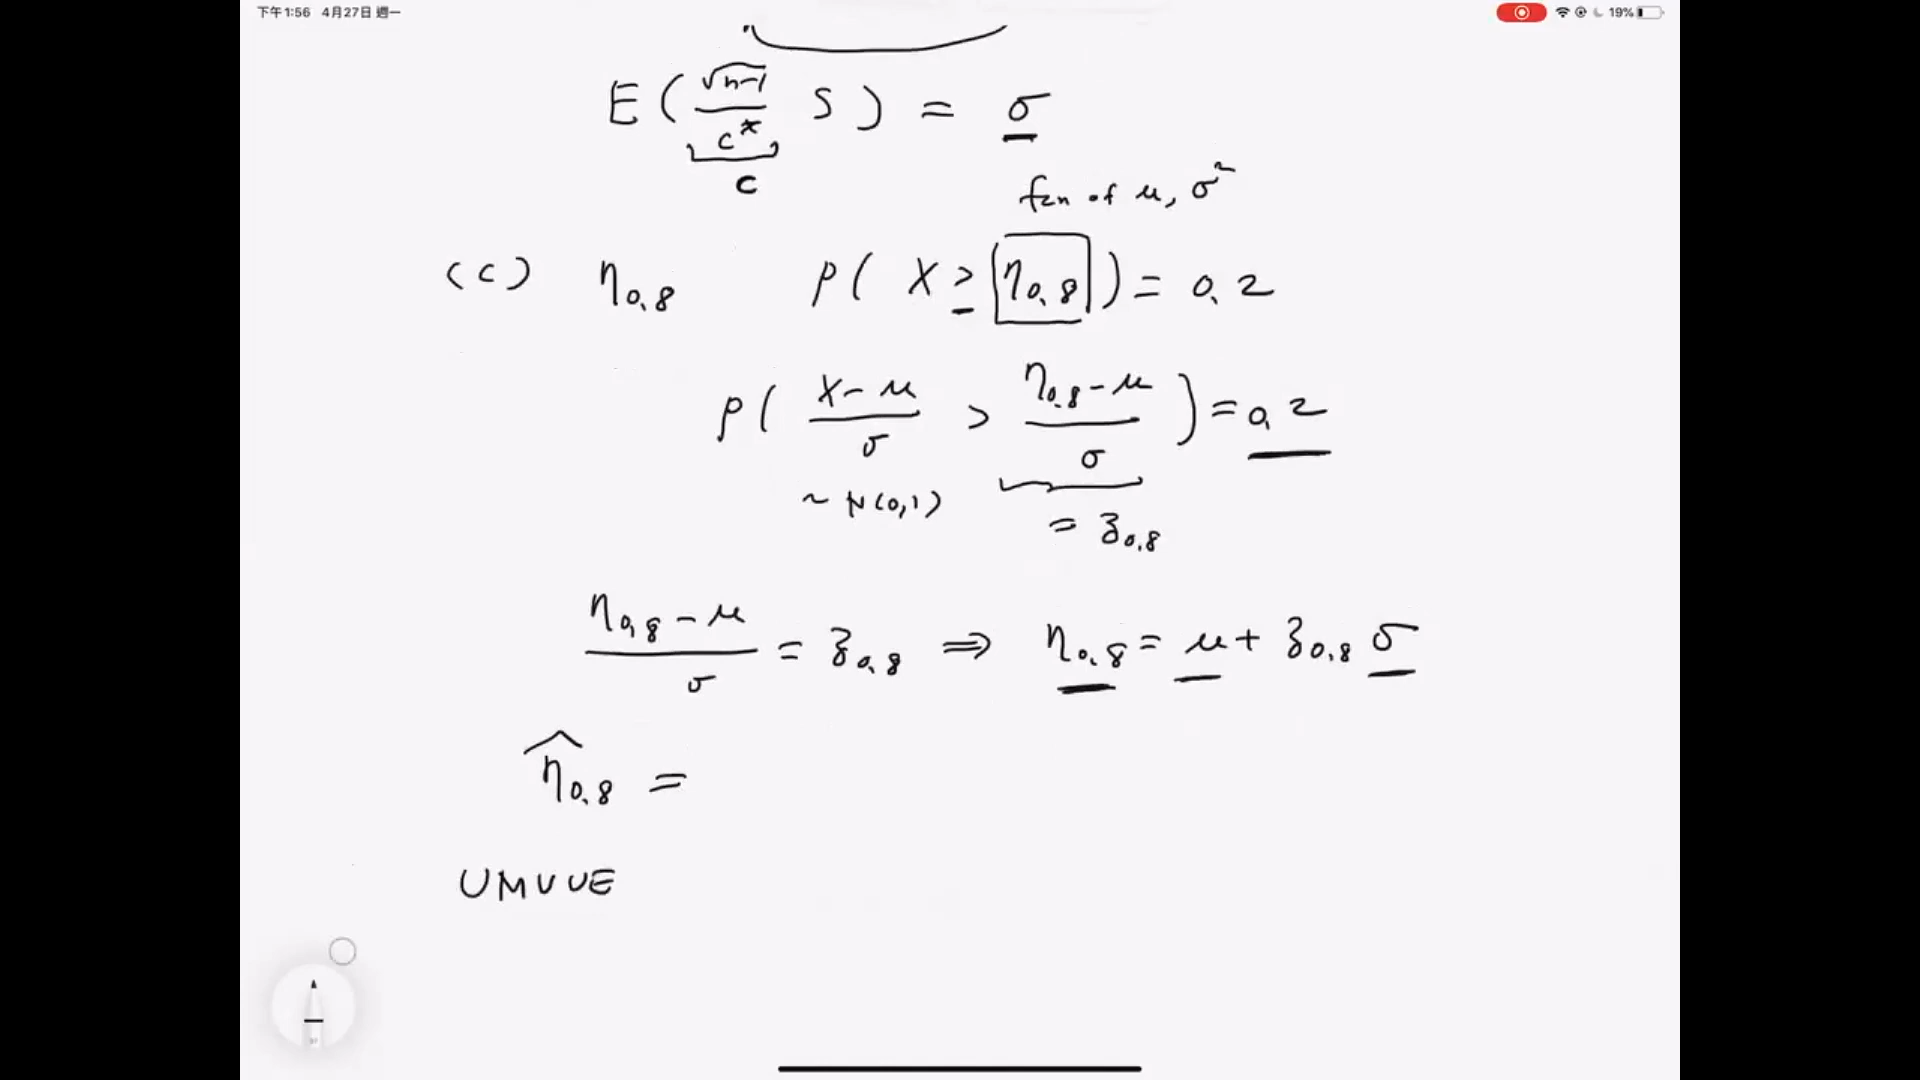 下午1:56 4月27日 週一 19%
E ( √n-1 / c* S ) = σ
c
fcn of μ, σ²
(c) η0.8 P( X ≥ η0.8 ) = 0.2
P( X-μ / σ > η0.8-μ / σ ) = 0.2
~ N(0,1) = z0.8
η0.8-μ / σ = z0.8 ⇒ η0.8 = μ + z0.8 σ
η̂0.8 =
UMVUE